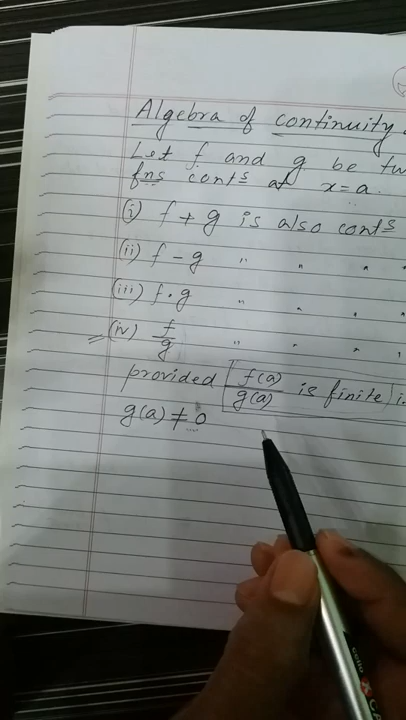 Algebra of continuity.
Let f and g be
fns conts at x=a.
(i) f + g is also conts
(ii) f - g " " " "
(iii) f . g " " " "
(iv) f/g " " " "
provided [f(a)/g(a) is finite]
g(a) ≠ 0